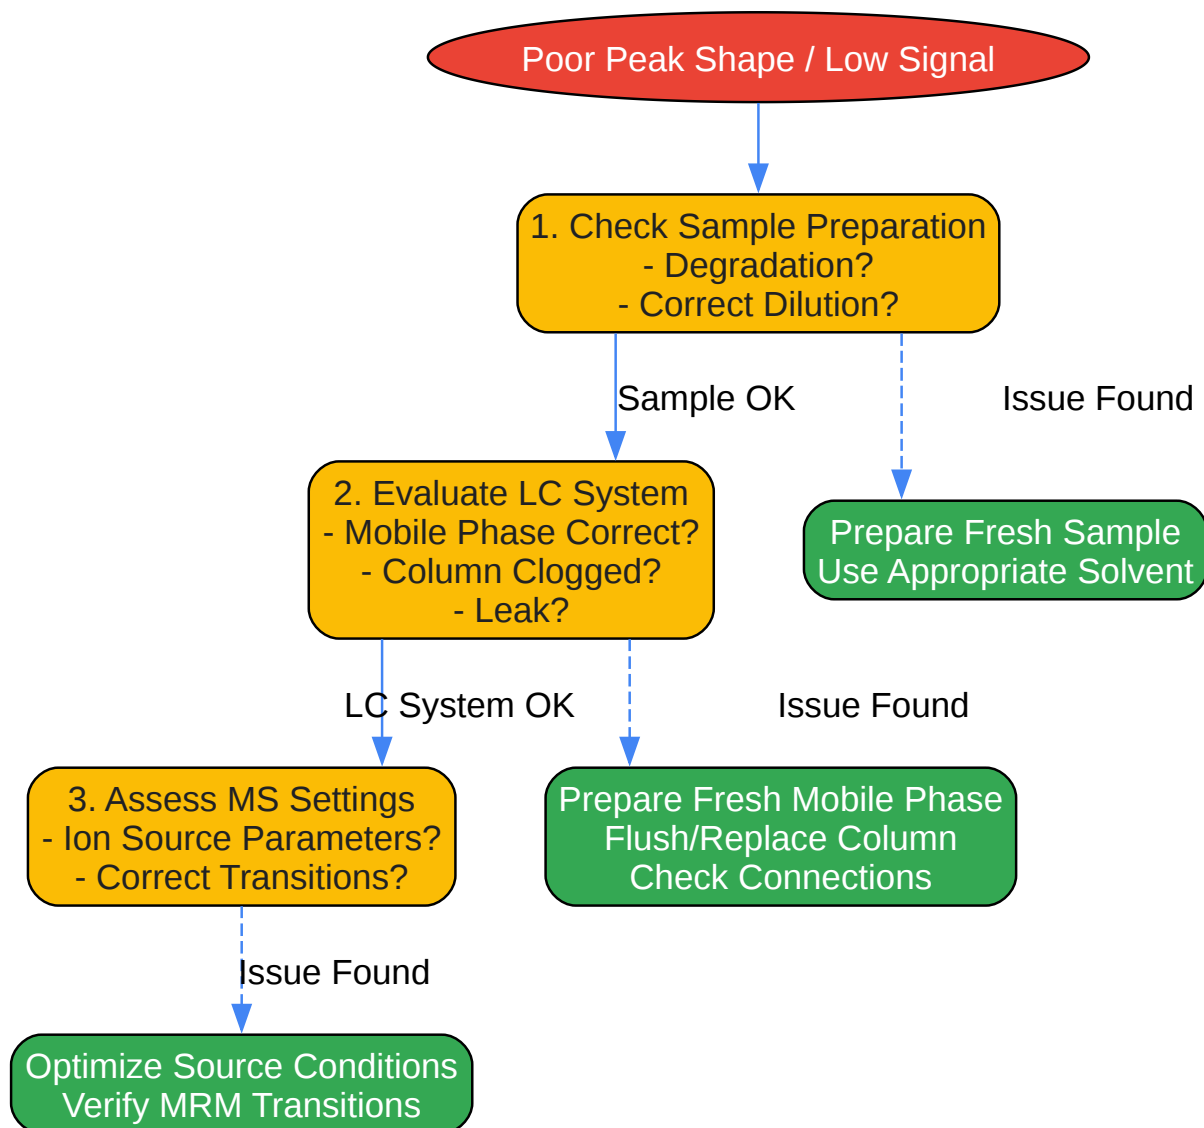 Poor Peak Shape / Low Signal
1. Check Sample Preparation
- Degradation?
- Correct Dilution?
Sample OK
Issue Found
2. Evaluate LC System
- Mobile Phase Correct?
- Column Clogged?
- Leak?
Prepare Fresh Sample
Use Appropriate Solvent
LC System OK
Issue Found
3. Assess MS Settings
- Ion Source Parameters?
- Correct Transitions?
Prepare Fresh Mobile Phase
Flush/Replace Column
Check Connections
Issue Found
Optimize Source Conditions
Verify MRM Transitions